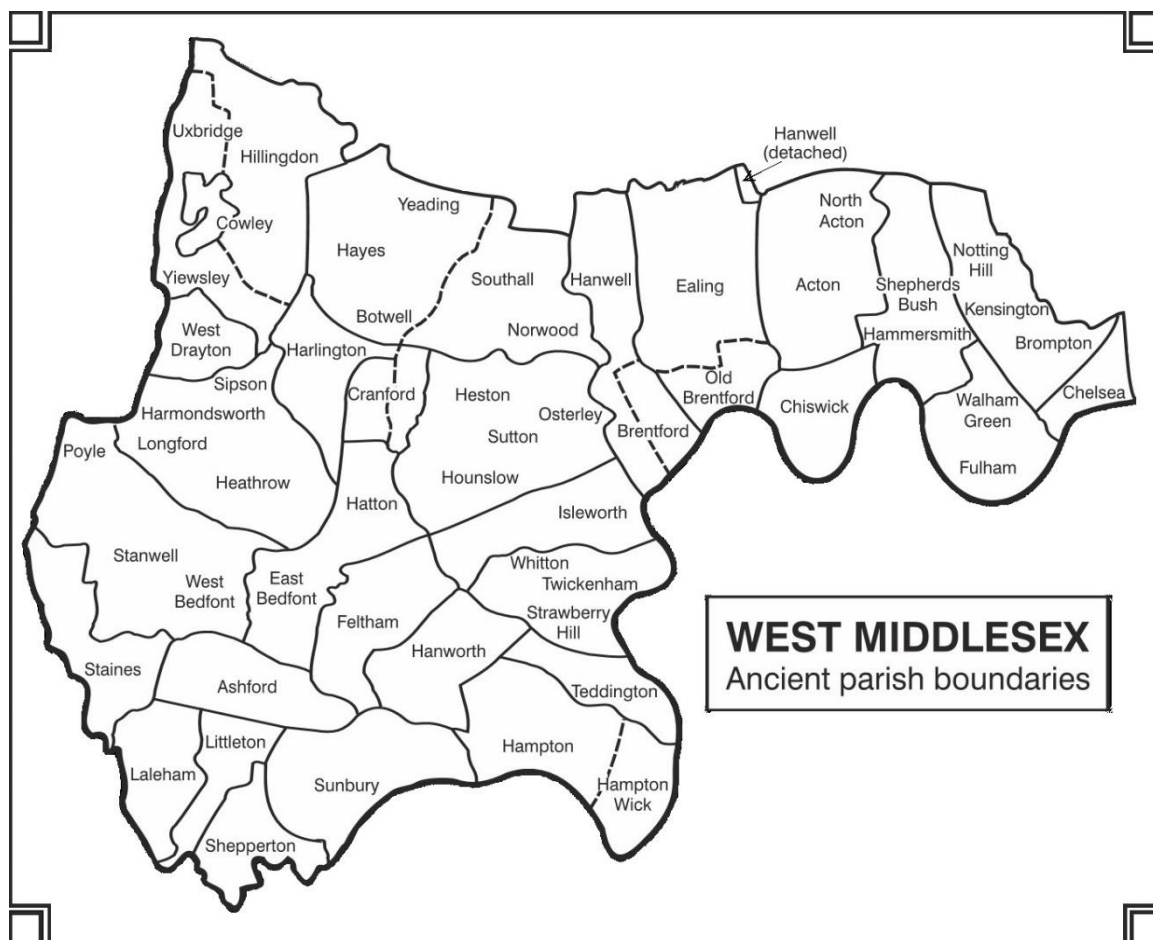 Hanwell
(detached)
Uxbridge
Hillingdon
Cowley
Yiewsley
West
Drayton
Yeading
Hayes
Botwell
Southall
Norwood
Hanwell
Ealing
North
Acton
Acton
Shepherds
Bush
Hammersmith
Notting
Hill
Kensington
Brompton
Chelsea
Walham
Green
Fulham
Chiswick
Old
Brentford
Brentford
Harlington
Sipson
Cranford
Harmondsworth
Longford
Heathrow
Poyle
Heston
Osterley
Sutton
Hounslow
Hatton
Isleworth
Stanwell
West
Bedfont
East
Bedfont
Whitton
Twickenham
Strawberry
Hill
Feltham
Hanworth
Staines
Ashford
Teddington
Laleham
Littleton
Sunbury
Hampton
Hampton
Wick
Shepperton
WEST MIDDLESEX
Ancient parish boundaries